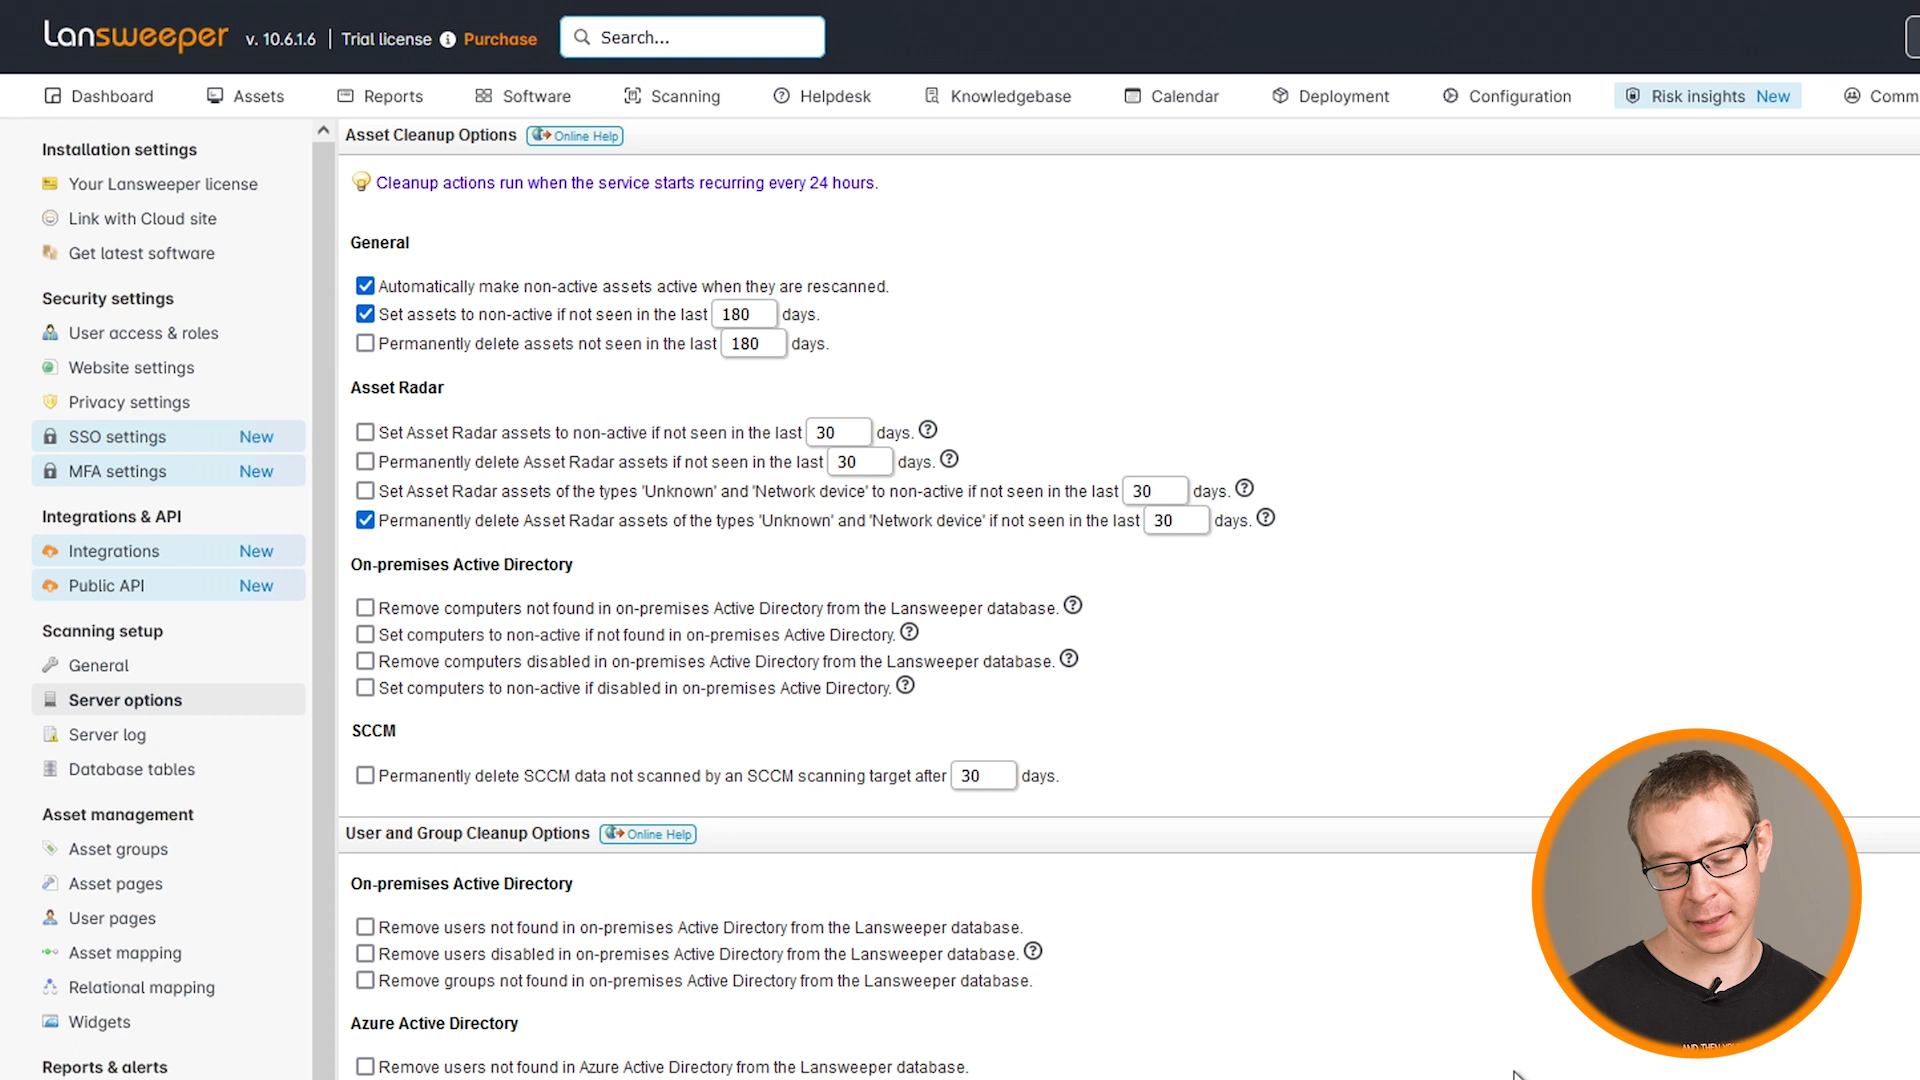 Lansweeper v. 10.6.1.6 | Trial license Purchase Search...
Dashboard Assets Reports Software Scanning Helpdesk Knowledgebase Calendar Deployment Configuration Risk insights New Comm
Installation settings
Your Lansweeper license
Link with Cloud site
Get latest software
Security settings
User access & roles
Website settings
Privacy settings
SSO settings New
MFA settings New
Integrations & API
Integrations New
Public API New
Scanning setup
General
Server options
Server log
Database tables
Asset management
Asset groups
Asset pages
User pages
Asset mapping
Relational mapping
Widgets
Reports & alerts
Asset Cleanup Options Online Help
Cleanup actions run when the service starts recurring every 24 hours.
General
Automatically make non-active assets active when they are rescanned.
Set assets to non-active if not seen in the last 180 days.
Permanently delete assets not seen in the last 180 days.
Asset Radar
Set Asset Radar assets to non-active if not seen in the last 30 days.
Permanently delete Asset Radar assets if not seen in the last 30 days.
Set Asset Radar assets of the types 'Unknown' and 'Network device' to non-active if not seen in the last 30 days.
Permanently delete Asset Radar assets of the types 'Unknown' and 'Network device' if not seen in the last 30 days.
On-premises Active Directory
Remove computers not found in on-premises Active Directory from the Lansweeper database.
Set computers to non-active if not found in on-premises Active Directory.
Remove computers disabled in on-premises Active Directory from the Lansweeper database.
Set computers to non-active if disabled in on-premises Active Directory.
SCCM
Permanently delete SCCM data not scanned by an SCCM scanning target after 30 days.
User and Group Cleanup Options Online Help
On-premises Active Directory
Remove users not found in on-premises Active Directory from the Lansweeper database.
Remove users disabled in on-premises Active Directory from the Lansweeper database.
Remove groups not found in on-premises Active Directory from the Lansweeper database.
Azure Active Directory
Remove users not found in Azure Active Directory from the Lansweeper database.
AND THEN